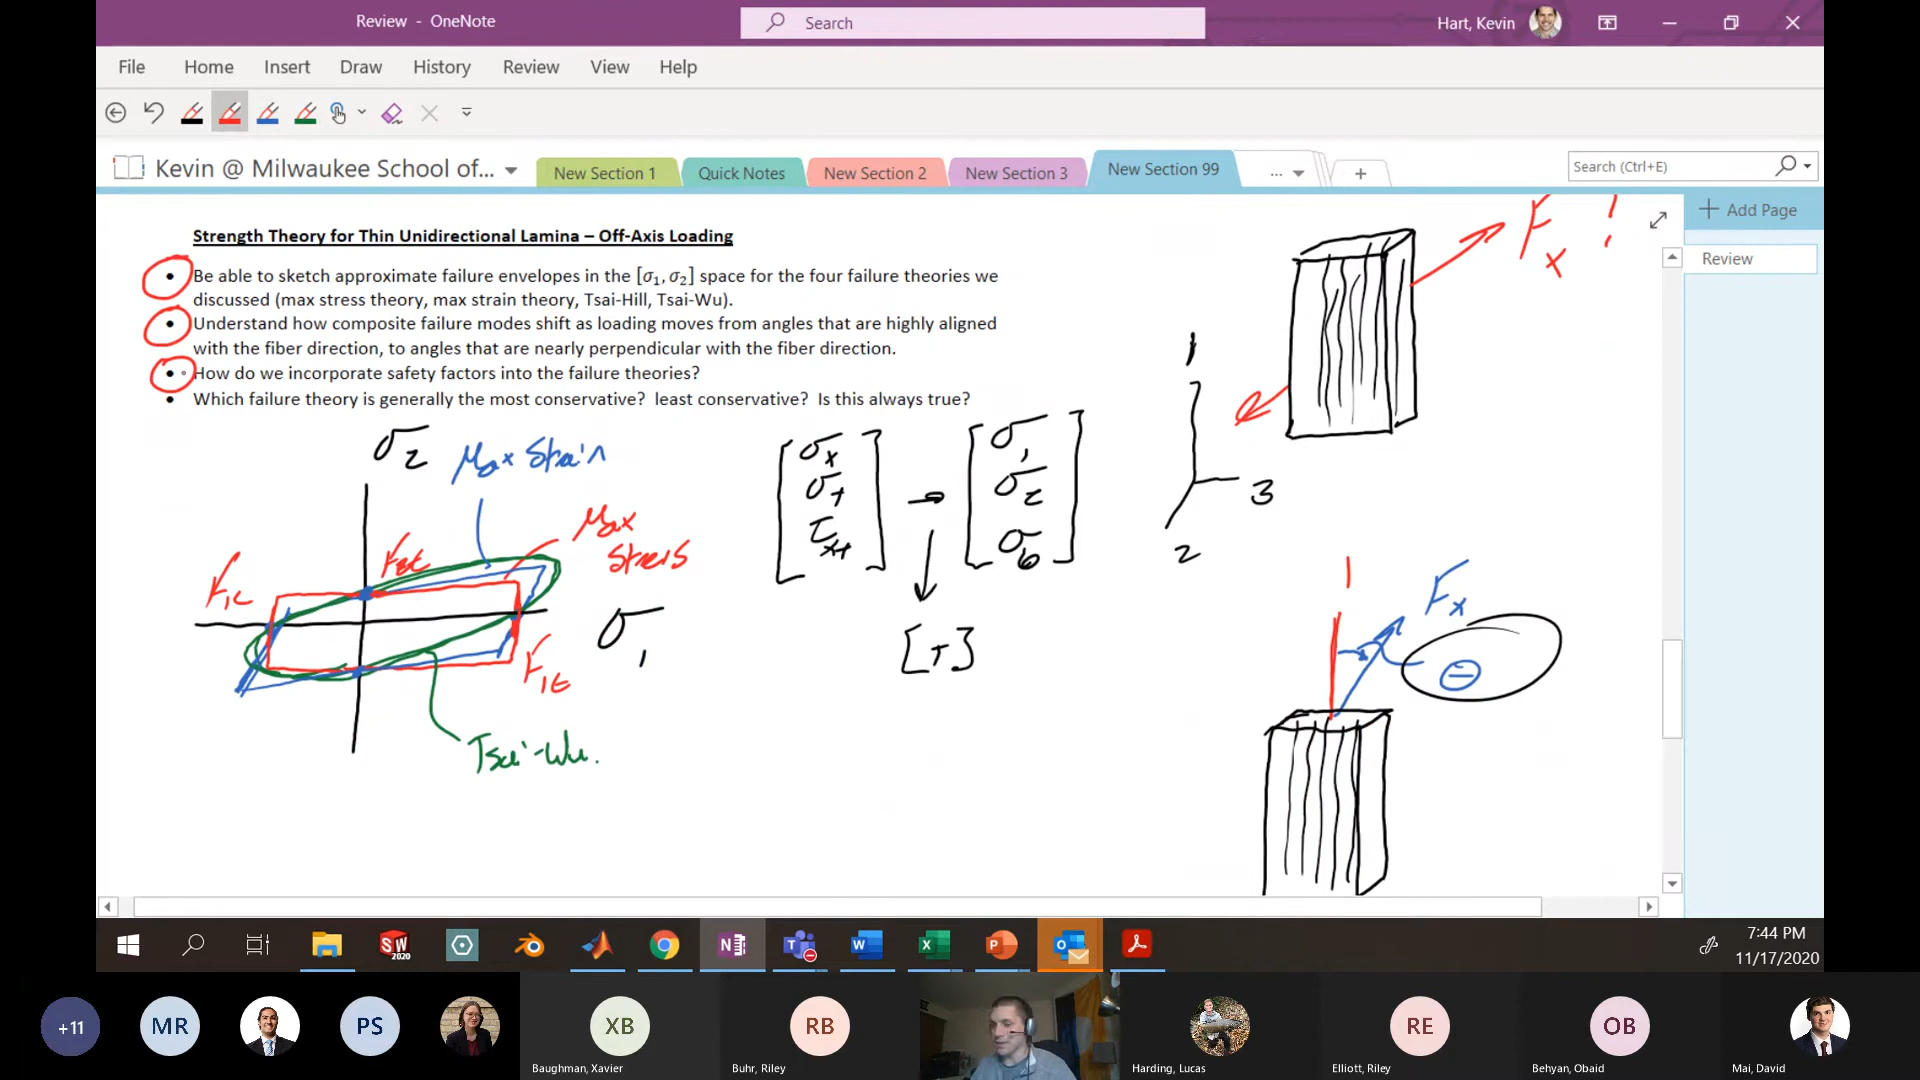 Review - OneNote
Search
Hart, Kevin
File Home Insert Draw History Review View Help
Kevin @ Milwaukee School of...
New Section 1
Quick Notes
New Section 2
New Section 3
New Section 99
...
Search (Ctrl+E)
Add Page
Review
Strength Theory for Thin Unidirectional Lamina – Off-Axis Loading
• Be able to sketch approximate failure envelopes in the [σ₁, σ₂] space for the four failure theories we
discussed (max stress theory, max strain theory, Tsai-Hill, Tsai-Wu).
• Understand how composite failure modes shift as loading moves from angles that are highly aligned
with the fiber direction, to angles that are nearly perpendicular with the fiber direction.
• How do we incorporate safety factors into the failure theories?
• Which failure theory is generally the most conservative? least conservative? Is this always true?
Fx !
1
3
2
σ2
Max Strain
Max
Stress
F1c
F2t
σ1
F1t
Tsai-Wu.
σx
σ1
σ2
σ6
[T]
1
Fx
Θ
SW
2020
N
T
W
X
P
O
7:44 PM
11/17/2020
+11
MR
PS
XB
Baughman, Xavier
RB
Buhr, Riley
Harding, Lucas
RE
Elliott, Riley
OB
Behyan, Obaid
Mai, David